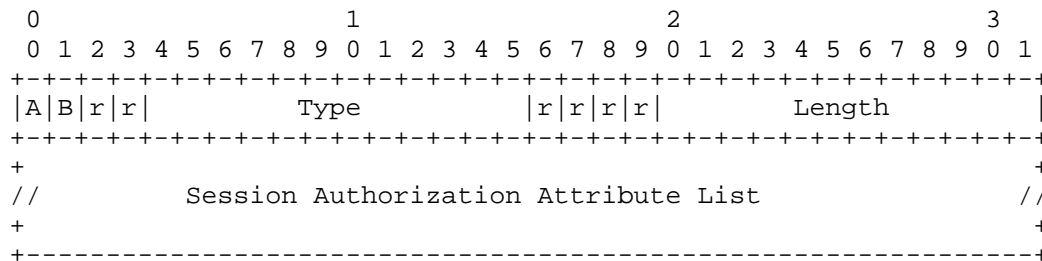 0                   1                   2                   3
 0 1 2 3 4 5 6 7 8 9 0 1 2 3 4 5 6 7 8 9 0 1 2 3 4 5 6 7 8 9 0 1
+-+-+-+-+-+-+-+-+-+-+-+-+-+-+-+-+-+-+-+-+-+-+-+-+-+-+-+-+-+-+-+-+
|A|B|r|r|         Type          |r|r|r|r|        Length         |
+-+-+-+-+-+-+-+-+-+-+-+-+-+-+-+-+-+-+-+-+-+-+-+-+-+-+-+-+-+-+-+-+
+                                                               +
//         Session Authorization Attribute List                //
+                                                               +
+---------------------------------------------------------------+